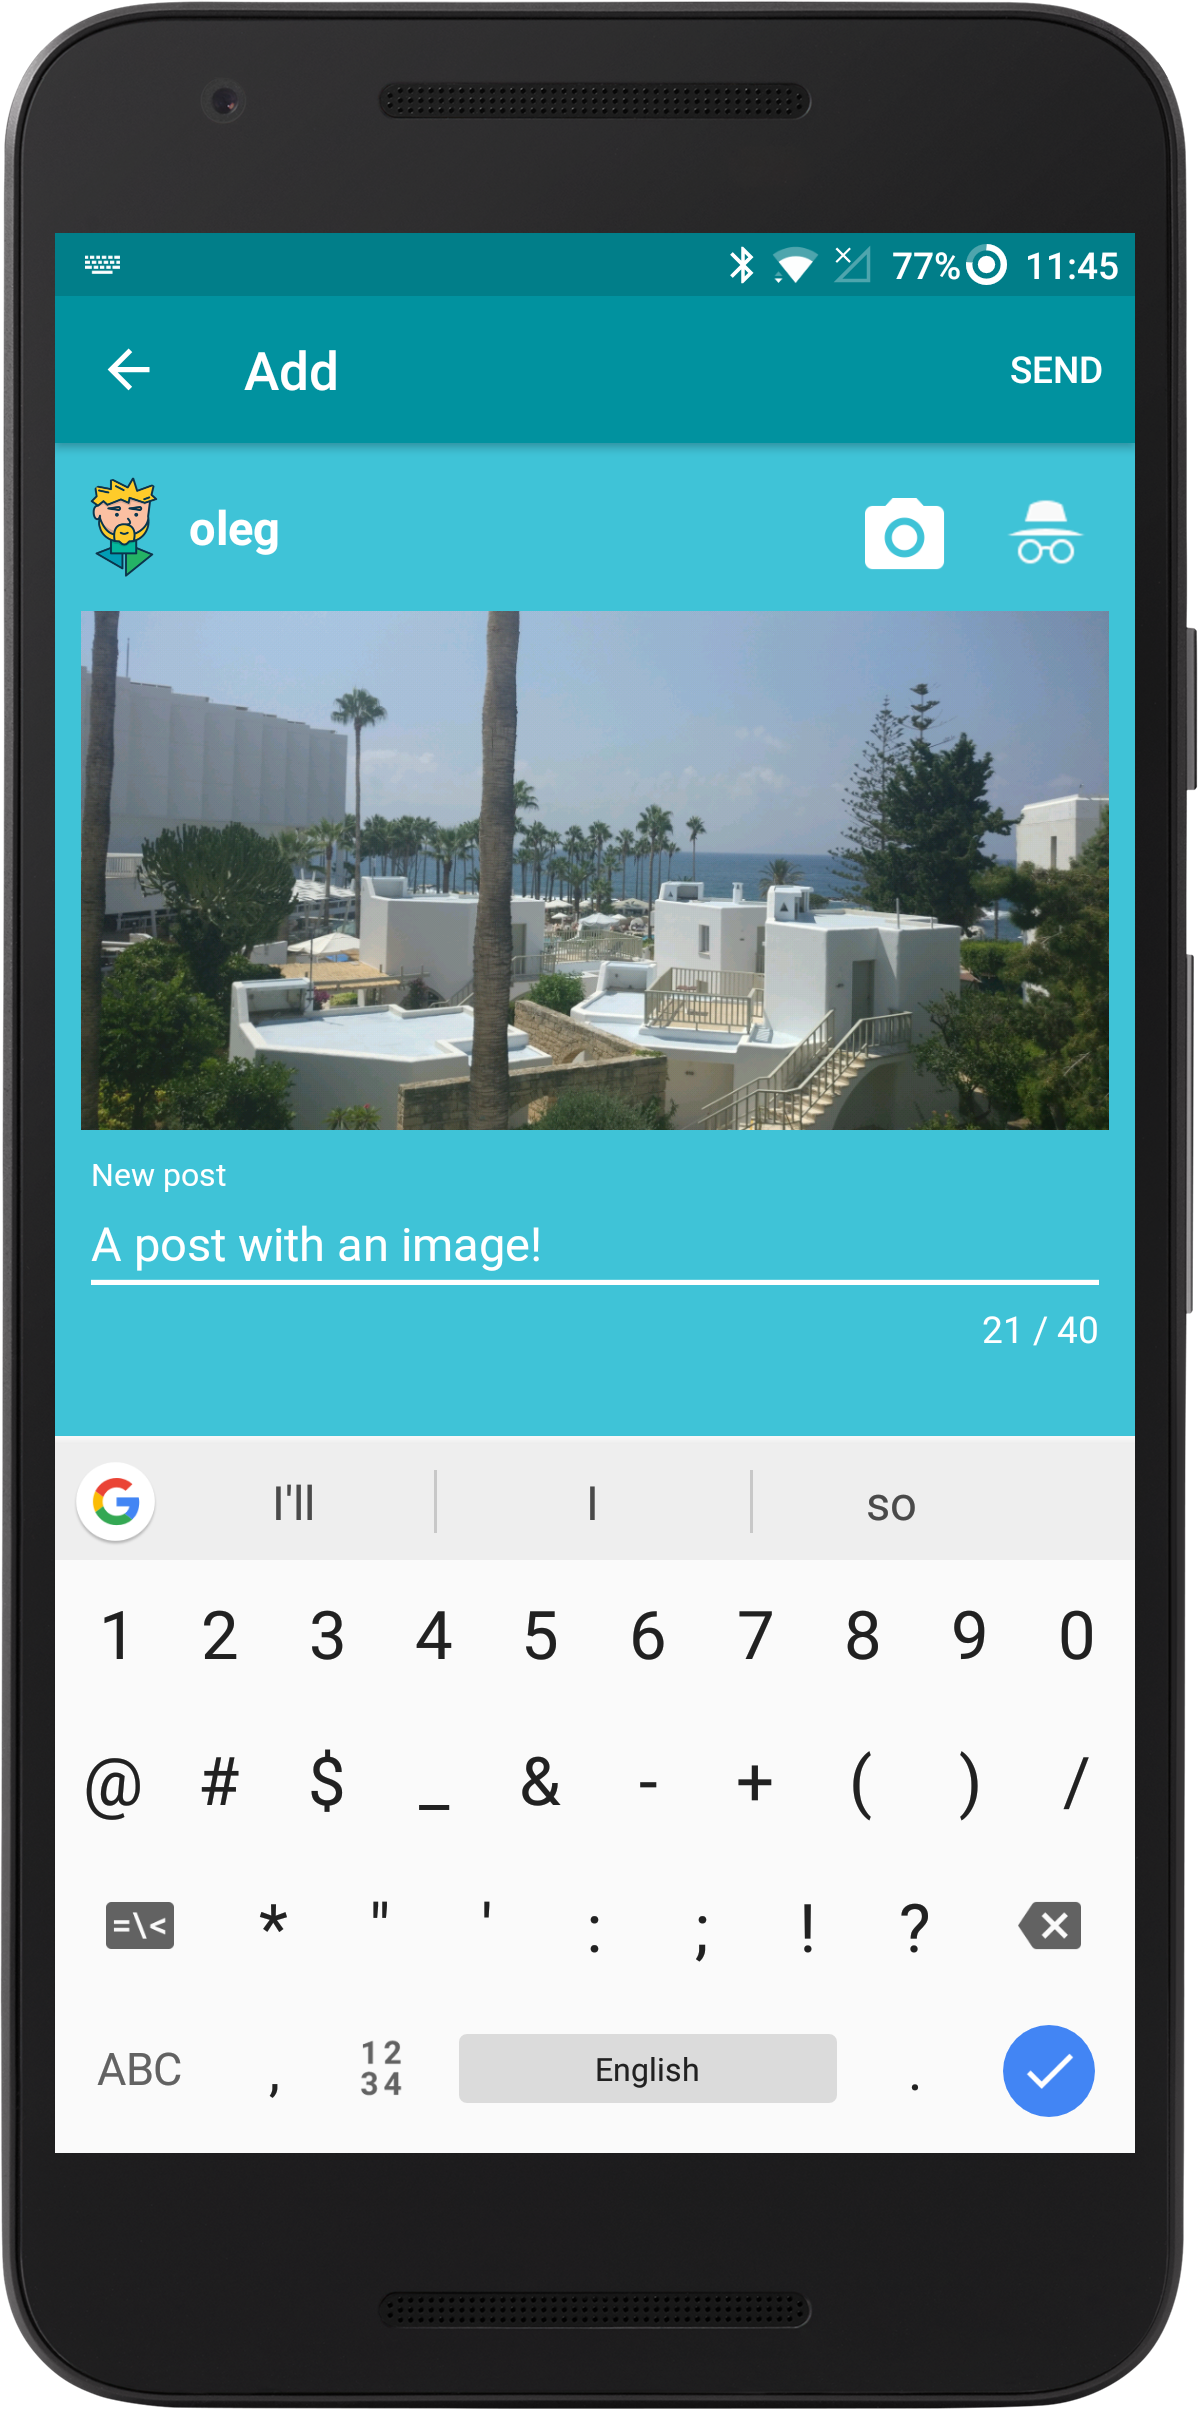 77% 11:45
Add SEND
oleg
New post
A post with an image!
21 / 40
I'll I so
1 2 3 4 5 6 7 8 9 0
@ # $ _ & - + ( ) /
=\< * " ' : ; ! ?
ABC , 12 34 English .